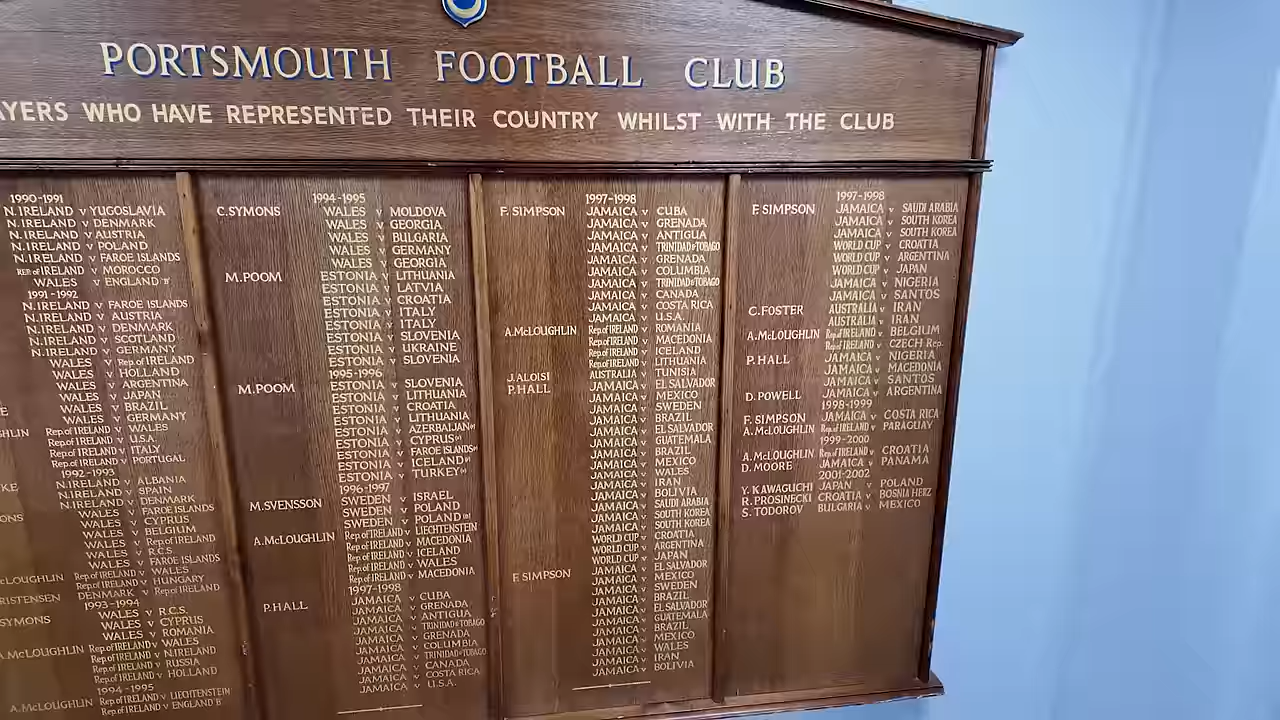 PORTSMOUTH FOOTBALL CLUB
WHO HAVE REPRESENTED THEIR COUNTRY WHILST WITH THE CLUB
1990-1991
N.IRELAND v YUGOSLAVIA
N.IRELAND v DENMARK
N.IRELAND v AUSTRIA
N.IRELAND v POLAND
N.IRELAND v FAROE ISLANDS
REP. of IRELAND v MOROCCO
WALES v ENGLAND 'B'
1991-1992
N.IRELAND v FAROE ISLANDS
N.IRELAND v AUSTRIA
N.IRELAND v DENMARK
N.IRELAND v SCOTLAND
N.IRELAND v GERMANY
WALES v Rep.of IRELAND
WALES v HOLLAND
WALES v ARGENTINA
WALES v JAPAN
WALES v BRAZIL
WALES v GERMANY
Rep.of IRELAND v WALES
Rep.of IRELAND v U.S.A.
Rep.of IRELAND v ITALY
Rep.of IRELAND v PORTUGAL
1992-1993
N.IRELAND v ALBANIA
N.IRELAND v SPAIN
N.IRELAND v DENMARK
WALES v FAROE ISLANDS
WALES v CYPRUS
WALES v BELGIUM
WALES v Rep.of IRELAND
WALES v R.C.S.
WALES v FAROE ISLANDS
Rep.of IRELAND v WALES
Rep.of IRELAND v HUNGARY
DENMARK v Rep.of IRELAND
1993-1994
WALES v R.C.S.
WALES v CYPRUS
WALES v ROMANIA
A.McLOUGHLIN Rep.of IRELAND v WALES
Rep.of IRELAND v N.IRELAND
Rep.of IRELAND v RUSSIA
Rep.of IRELAND v HOLLAND
1994-1995
A.McLOUGHLIN Rep.of IRELAND v LIECHTENSTEIN
Rep.of IRELAND v ENGLAND 'B'
1994-1995
C.SYMONS WALES v MOLDOVA
WALES v GEORGIA
WALES v BULGARIA
WALES v GERMANY
WALES v GEORGIA
M.POOM ESTONIA v LITHUANIA
ESTONIA v LATVIA
ESTONIA v CROATIA
ESTONIA v ITALY
ESTONIA v ITALY
ESTONIA v SLOVENIA
ESTONIA v UKRAINE
ESTONIA v SLOVENIA
1995-1996
M.POOM ESTONIA v SLOVENIA
ESTONIA v LITHUANIA
ESTONIA v CROATIA
ESTONIA v LITHUANIA
ESTONIA v AZERBAIJAN
ESTONIA v CYPRUS
ESTONIA v FAROE ISLANDS
ESTONIA v ICELAND
ESTONIA v TURKEY
1996-1997
M.SVENSSON SWEDEN v ISRAEL
SWEDEN v POLAND
SWEDEN v POLAND
A.McLOUGHLIN Rep.of IRELAND v LIECHTENSTEIN
Rep.of IRELAND v MACEDONIA
Rep.of IRELAND v ICELAND
Rep.of IRELAND v WALES
Rep.of IRELAND v MACEDONIA
1997-1998
P.HALL JAMAICA v CUBA
JAMAICA v GRENADA
JAMAICA v ANTIGUA
JAMAICA v TRINIDAD & TOBAGO
JAMAICA v GRENADA
JAMAICA v COLUMBIA
JAMAICA v TRINIDAD & TOBAGO
JAMAICA v CANADA
JAMAICA v COSTA RICA
JAMAICA v U.S.A.
1997-1998
F. SIMPSON JAMAICA v CUBA
JAMAICA v GRENADA
JAMAICA v ANTIGUA
JAMAICA v TRINIDAD & TOBAGO
JAMAICA v GRENADA
JAMAICA v COLUMBIA
JAMAICA v TRINIDAD & TOBAGO
JAMAICA v CANADA
JAMAICA v COSTA RICA
JAMAICA v U.S.A.
A.McLOUGHLIN Rep.of IRELAND v ROMANIA
Rep.of IRELAND v MACEDONIA
Rep.of IRELAND v ICELAND
Rep.of IRELAND v LITHUANIA
J.ALOISI AUSTRALIA v TUNISIA
P.HALL JAMAICA v EL SALVADOR
JAMAICA v MEXICO
JAMAICA v SWEDEN
JAMAICA v BRAZIL
JAMAICA v EL SALVADOR
JAMAICA v GUATEMALA
JAMAICA v BRAZIL
JAMAICA v MEXICO
JAMAICA v WALES
JAMAICA v IRAN
JAMAICA v BOLIVIA
JAMAICA v SAUDI ARABIA
JAMAICA v SOUTH KOREA
JAMAICA v SOUTH KOREA
WORLD CUP v CROATIA
WORLD CUP v ARGENTINA
WORLD CUP v JAPAN
F. SIMPSON JAMAICA v EL SALVADOR
JAMAICA v MEXICO
JAMAICA v SWEDEN
JAMAICA v BRAZIL
JAMAICA v EL SALVADOR
JAMAICA v GUATEMALA
JAMAICA v BRAZIL
JAMAICA v MEXICO
JAMAICA v WALES
JAMAICA v IRAN
JAMAICA v BOLIVIA
1997-1998
F. SIMPSON JAMAICA v SAUDI ARABIA
JAMAICA v SOUTH KOREA
JAMAICA v SOUTH KOREA
WORLD CUP v CROATIA
WORLD CUP v ARGENTINA
WORLD CUP v JAPAN
JAMAICA v NIGERIA
JAMAICA v SANTOS
C.FOSTER AUSTRALIA v IRAN
AUSTRALIA v IRAN
A.McLOUGHLIN Rep.of IRELAND v BELGIUM
Rep.of IRELAND v CZECH Rep.
P.HALL JAMAICA v NIGERIA
JAMAICA v MACEDONIA
JAMAICA v SANTOS
D. POWELL JAMAICA v ARGENTINA
1998-1999
F. SIMPSON JAMAICA v COSTA RICA
A.McLOUGHLIN Rep.of IRELAND v PARAGUAY
1999-2000
A.McLOUGHLIN Rep.of IRELAND v CROATIA
D. MOORE JAMAICA v PANAMA
2001-2002
Y. KAWAGUCHI JAPAN v POLAND
R. PROSINECKI CROATIA v BOSNIA HERZ
S. TODOROV BULGARIA v MEXICO